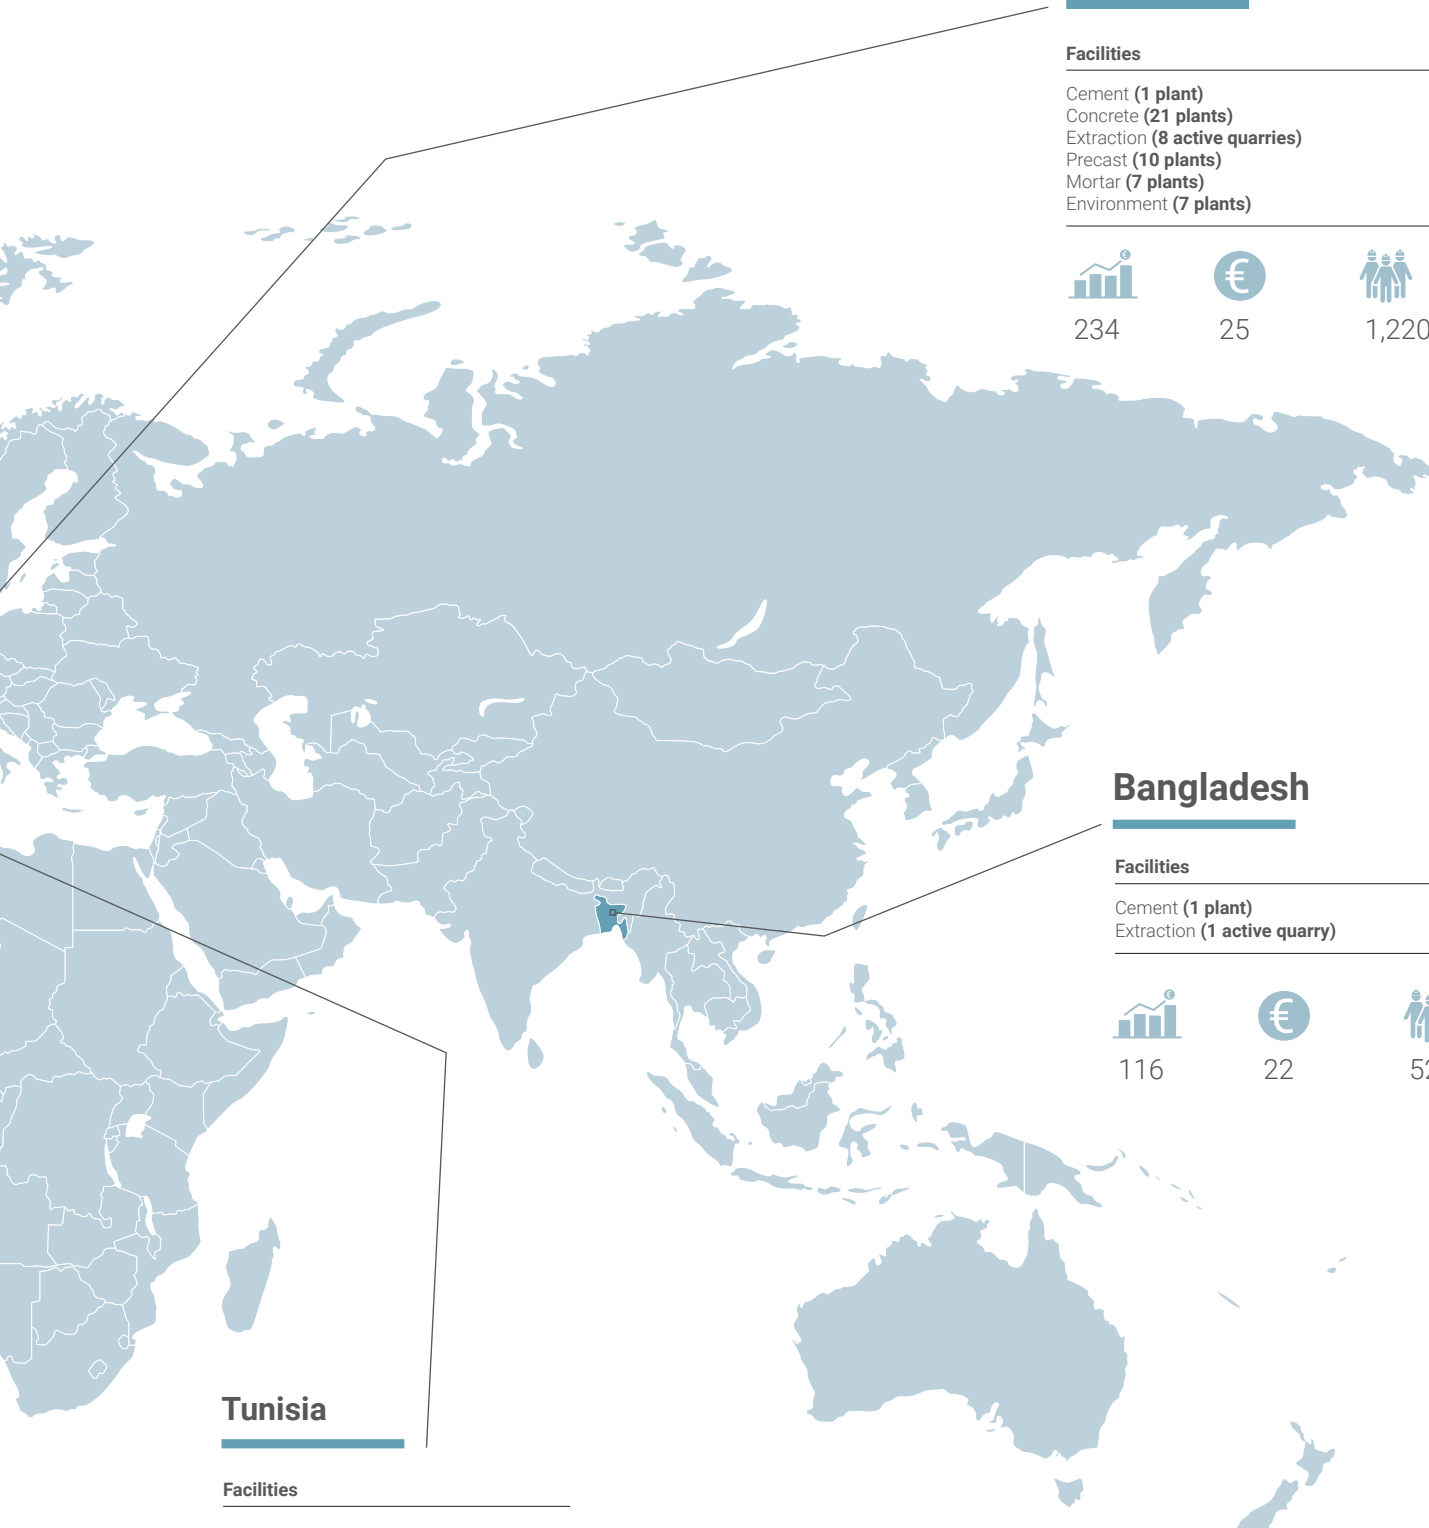 Facilities
Cement (1 plant)
Concrete (21 plants)
Extraction (8 active quarries)
Precast (10 plants)
Mortar (7 plants)
Environment (7 plants)
€
€
234
25
1,220
Bangladesh
Facilities
Cement (1 plant)
Extraction (1 active quarry)
€
€
116
22
Tunisia
Facilities